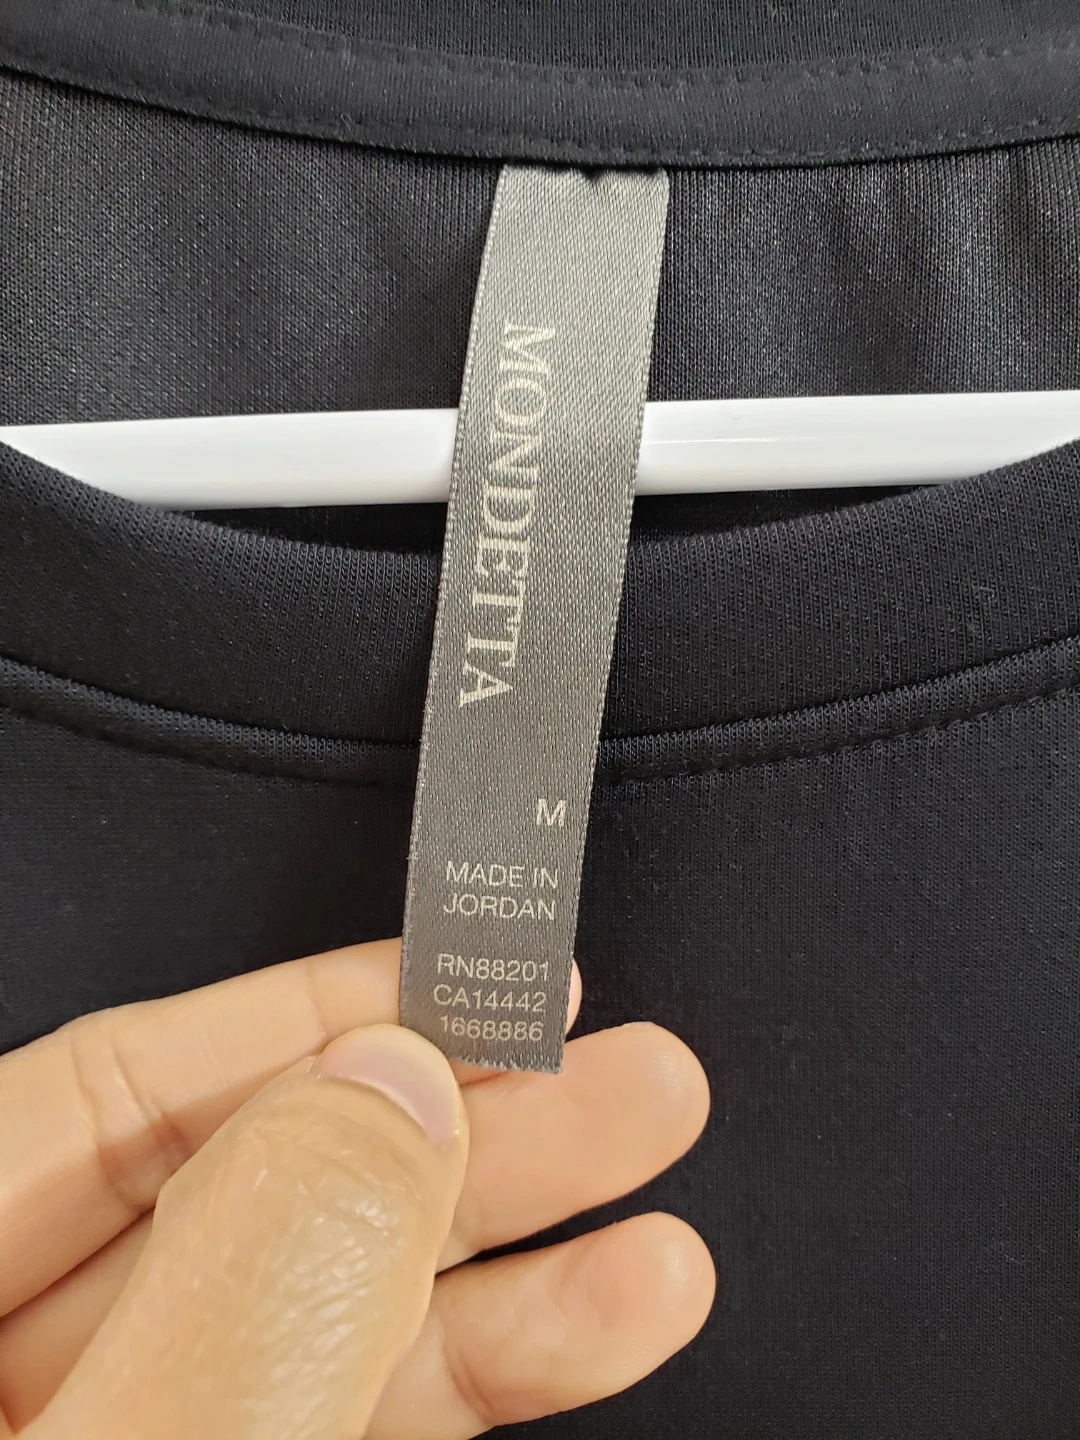 MONDETTA
M
MADE IN
JORDAN
RN88201
CA14442
1668886